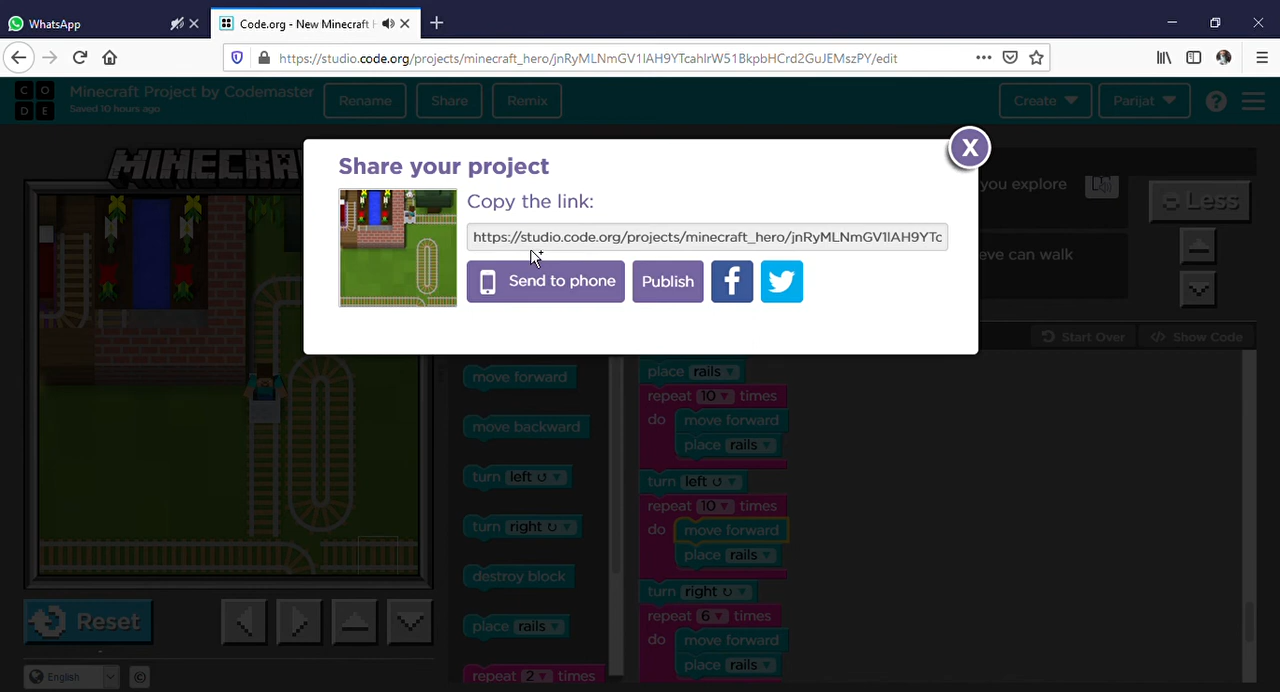 WhatsApp
Code.org - New Minecraft H
https://studio.code.org/projects/minecraft_hero/jnRyMLNmGV1lAH9YTcahlrW51BkpbHCrd2GuJEMszPY/edit
C O
D E
Minecraft Project by Codemaster
Saved 10 hours ago
Rename
Share
Remix
Create
Parijat
?
MINECRA
Share your project
X
Copy the link:
https://studio.code.org/projects/minecraft_hero/jnRyMLNmGV1lAH9YTc
Send to phone
Publish
you explore
Less
eve can walk
Start Over
</> Show Code
move forward
move backward
turn left
turn right
destroy block
place rails
repeat 2 times
place rails
repeat 10 times
do move forward
place rails
turn left
repeat 10 times
do move forward
place rails
turn right
repeat 6 times
do move forward
place rails
Reset
English
©